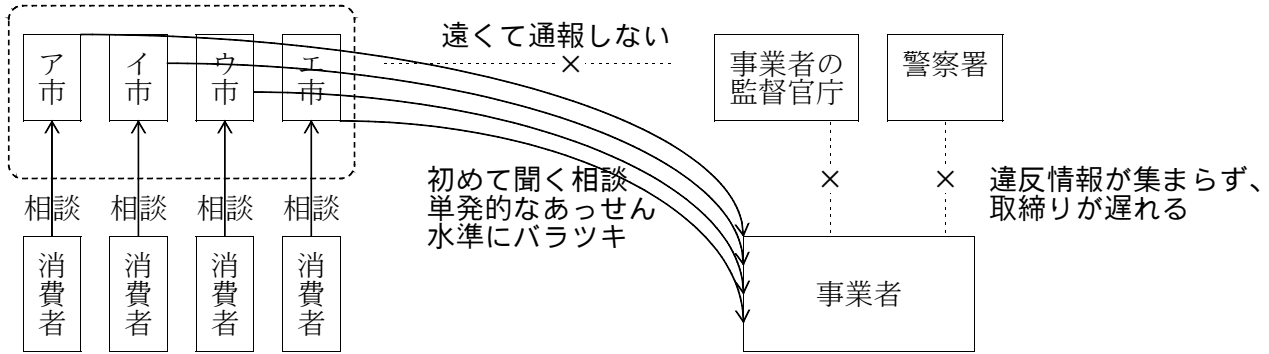 遠くて通報しない
×
ア市
イ市
ウ市
エ市
事業者の
監督官庁
警察署
相談
相談
相談
相談
初めて聞く相談
単発的なあっせん
水準にバラツキ
×
×
違反情報が集まらず、
取締りが遅れる
消費者
消費者
消費者
消費者
事業者